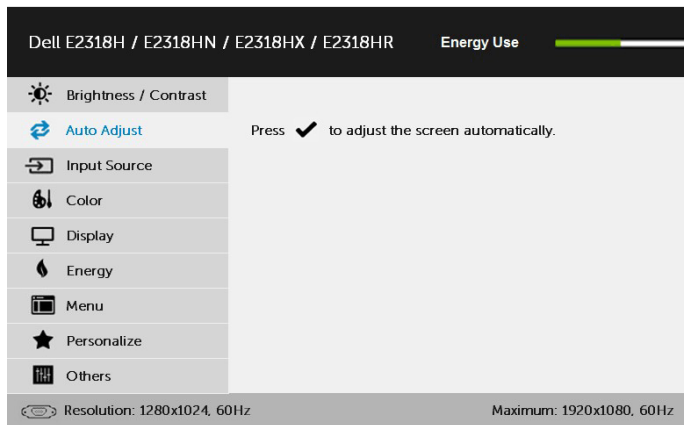 Dell E2318H / E2318HN / E2318HX / E2318HR Energy Use
Brightness / Contrast
Auto Adjust Press ✔ to adjust the screen automatically.
Input Source
Color
Display
Energy
Menu
Personalize
Others
Resolution: 1280x1024, 60Hz Maximum: 1920x1080, 60Hz